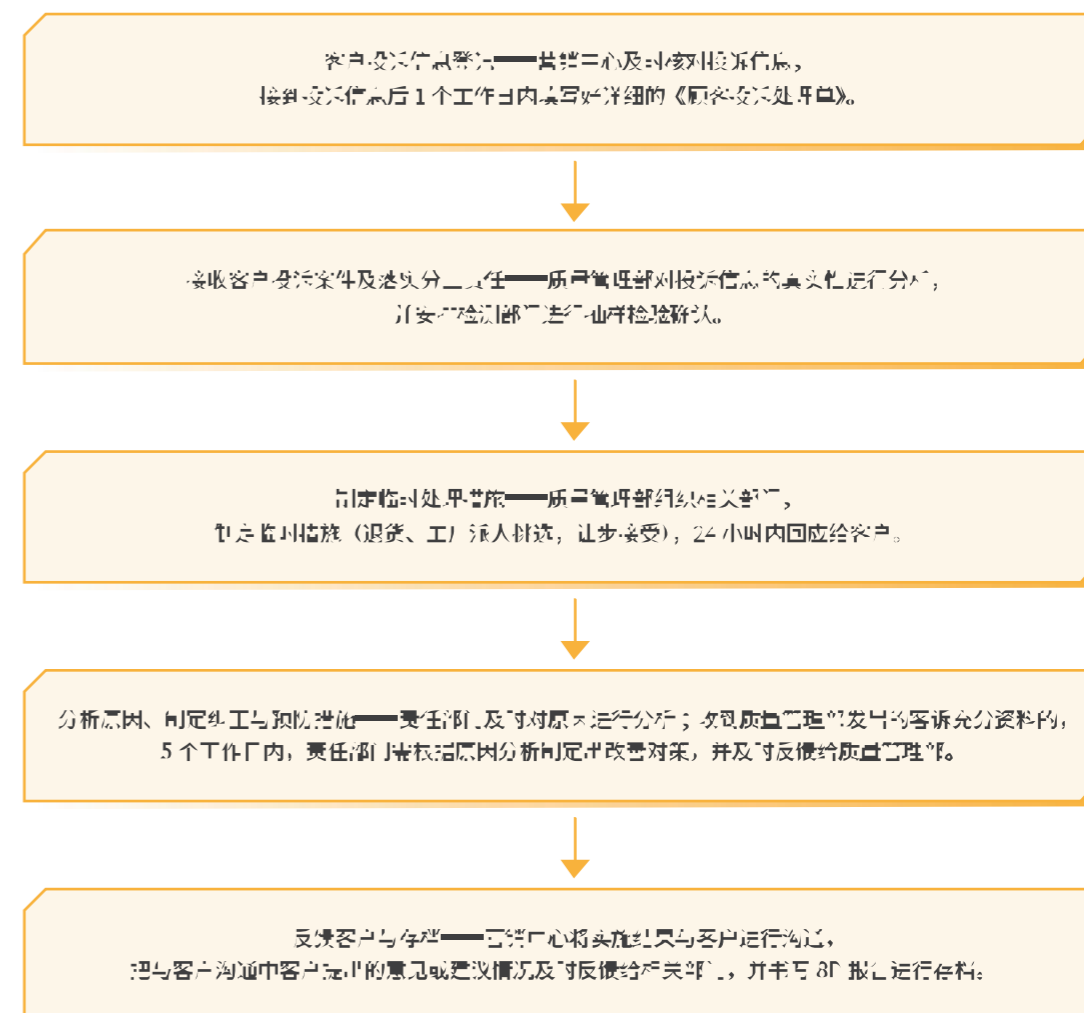 客户投诉信息登记——营销中心及时核对投诉信息，
接到投诉信息后 1 个工作日内填写好详细的《顾客投诉处理单》。
接收客户投诉案件及落实分工责任——质量管理部对投诉信息的真实性进行分析，
并安排检测部门进行抽样检验确认。
制定临时处理措施——质量管理部组织相关部门，
制定临时措施（退货、工厂派人挑选，让步接受），24 小时内回应给客户。
分析原因、制定纠正与预防措施——责任部门及时对原因进行分析；收到质量管理部发出的客诉充分资料的，
5 个工作日内，责任部门需根据原因分析制定出改善对策，并及时反馈给质量管理部。
反馈客户与存档——营销中心将实施结果与客户进行沟通，
把与客户沟通中客户提出的意见或建议情况及时反馈给相关部门，并书写 8D 报告进行存档。